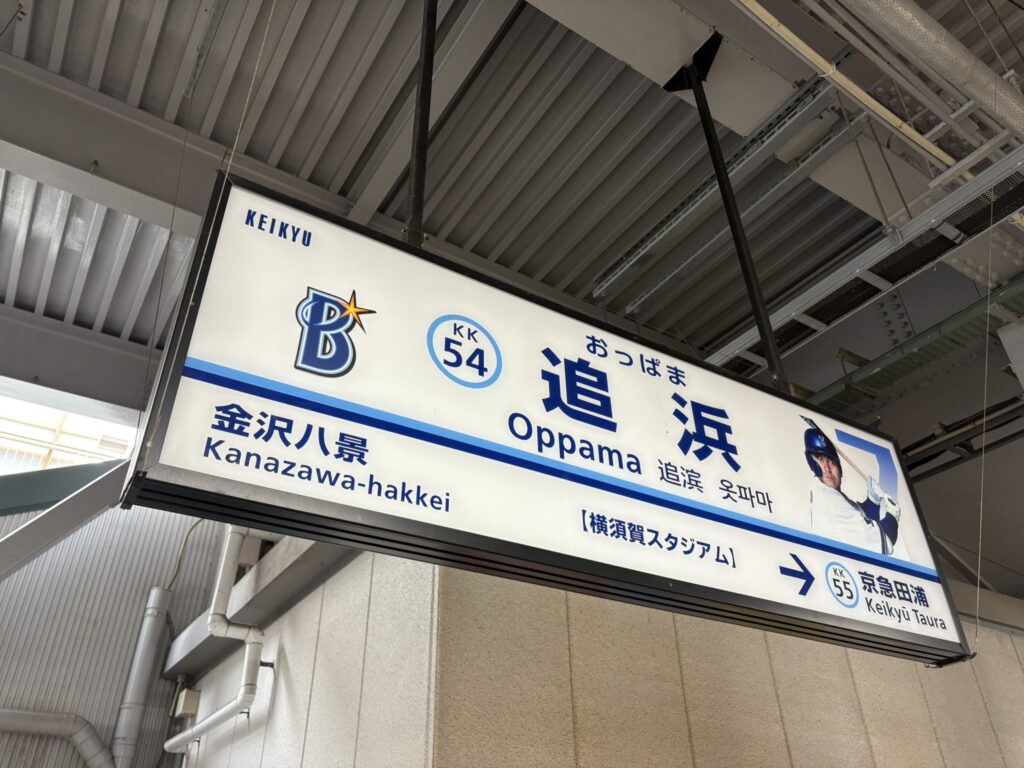 KEIKYU
B
KK
54
おっぱま
追浜
Oppama 追滨 옷파마
金沢八景
Kanazawa-hakkei
【横須賀スタジアム】
→
KK
55
京急田浦
Keikyū Taura